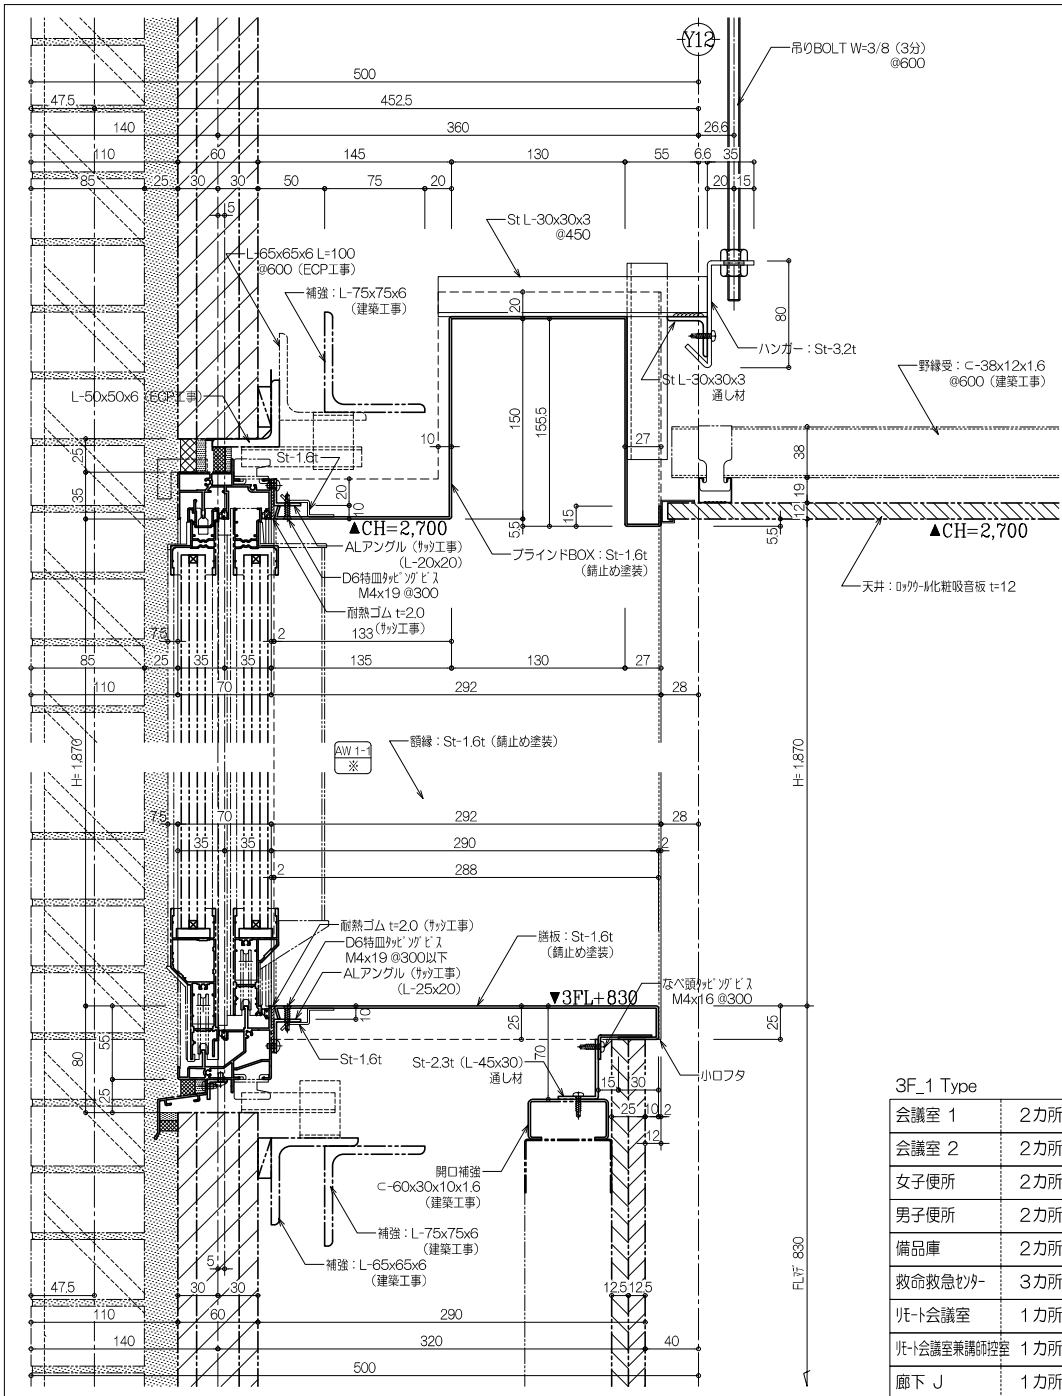 Y12
吊りBOLT W=3/8（3分）
@600
500
47.5
452.5
140
360
26.6
110
60
145
130
55
6.6
35
85
25
30
30
50
75
20
20
15
5
St L-30x30x3
@450
L-65x65x6 L=100
@600（ECP工事）
補強：L-75x75x6
（建築工事）
20
80
ハンガー：St-3.2t
St L-30x30x3
通し材
野縁受：⊂-38x12x1.6
@600（建築工事）
L-50x50x6（ECP工事）
150
155.5
10
27
38
25
St-1.6t
35
20
10
15
5.5
19
12
5.5
▲CH=2,700
▲CH=2,700
ALアングル（ｻｯｼ工事）
（L-20x20）
D6特皿ﾀｯﾋﾟﾝｸﾞﾋﾞｽ
M4x19 @300
耐熱ゴム t=2.0
（ｻｯｼ工事）
ブラインドBOX：St-1.6t
（錆止め塗装）
天井：ﾛｯｸｳｰﾙ化粧吸音板 t=12
7.5
2
133
85
25
35
35
135
130
27
110
70
292
28
H=1,870
H=1,870
AW 1-1
※
額縁：St-1.6t（錆止め塗装）
7.5
70
292
28
35
35
290
2
2
288
耐熱ゴム t=2.0（ｻｯｼ工事）
D6特皿ﾀｯﾋﾟﾝｸﾞﾋﾞｽ
M4x19 @300以下
ALアングル（ｻｯｼ工事）
（L-25x20）
膳板：St-1.6t
（錆止め塗装）
▼3FL+830
なべ頭ﾀｯﾋﾟﾝｸﾞﾋﾞｽ
M4x16 @300
10
25
70
25
St-1.6t
St-2.3t（L-45x30）
通し材
小口フタ
80
55
25
15
30
25
10
2
12
開口補強
⊂-60x30x10x1.6
（建築工事）
補強：L-75x75x6
（建築工事）
補強：L-65x65x6
（建築工事）
FLﾏﾃﾞ 830
5
47.5
30
30
12.5
12.5
110
60
290
140
320
40
500
3F_1 Type
会議室 1 2カ所
会議室 2 2カ所
女子便所 2カ所
男子便所 2カ所
備品庫 2カ所
救命救急ｾﾝﾀｰ 3カ所
ﾘﾓｰﾄ会議室 1カ所
ﾘﾓｰﾄ会議室兼講師控室 1カ所
廊下 J 1カ所